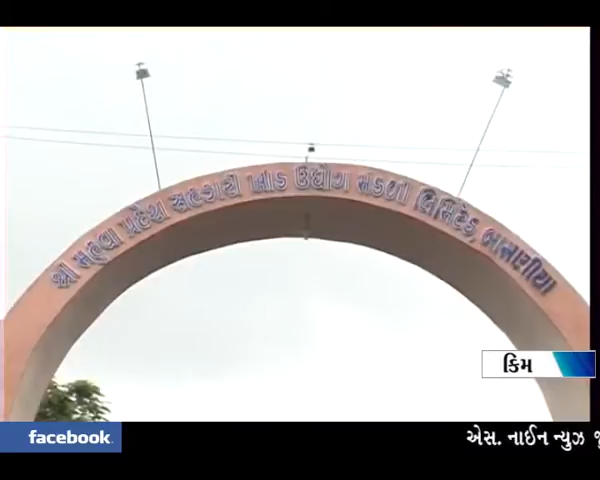 શ્રી મહુવા પ્રદેશ સહકારી ખાંડ ઉદ્યોગ મંડળી લિમિટેડ, બામણીયા
કિમ
facebook
એસ. નાઈન ન્યુઝ